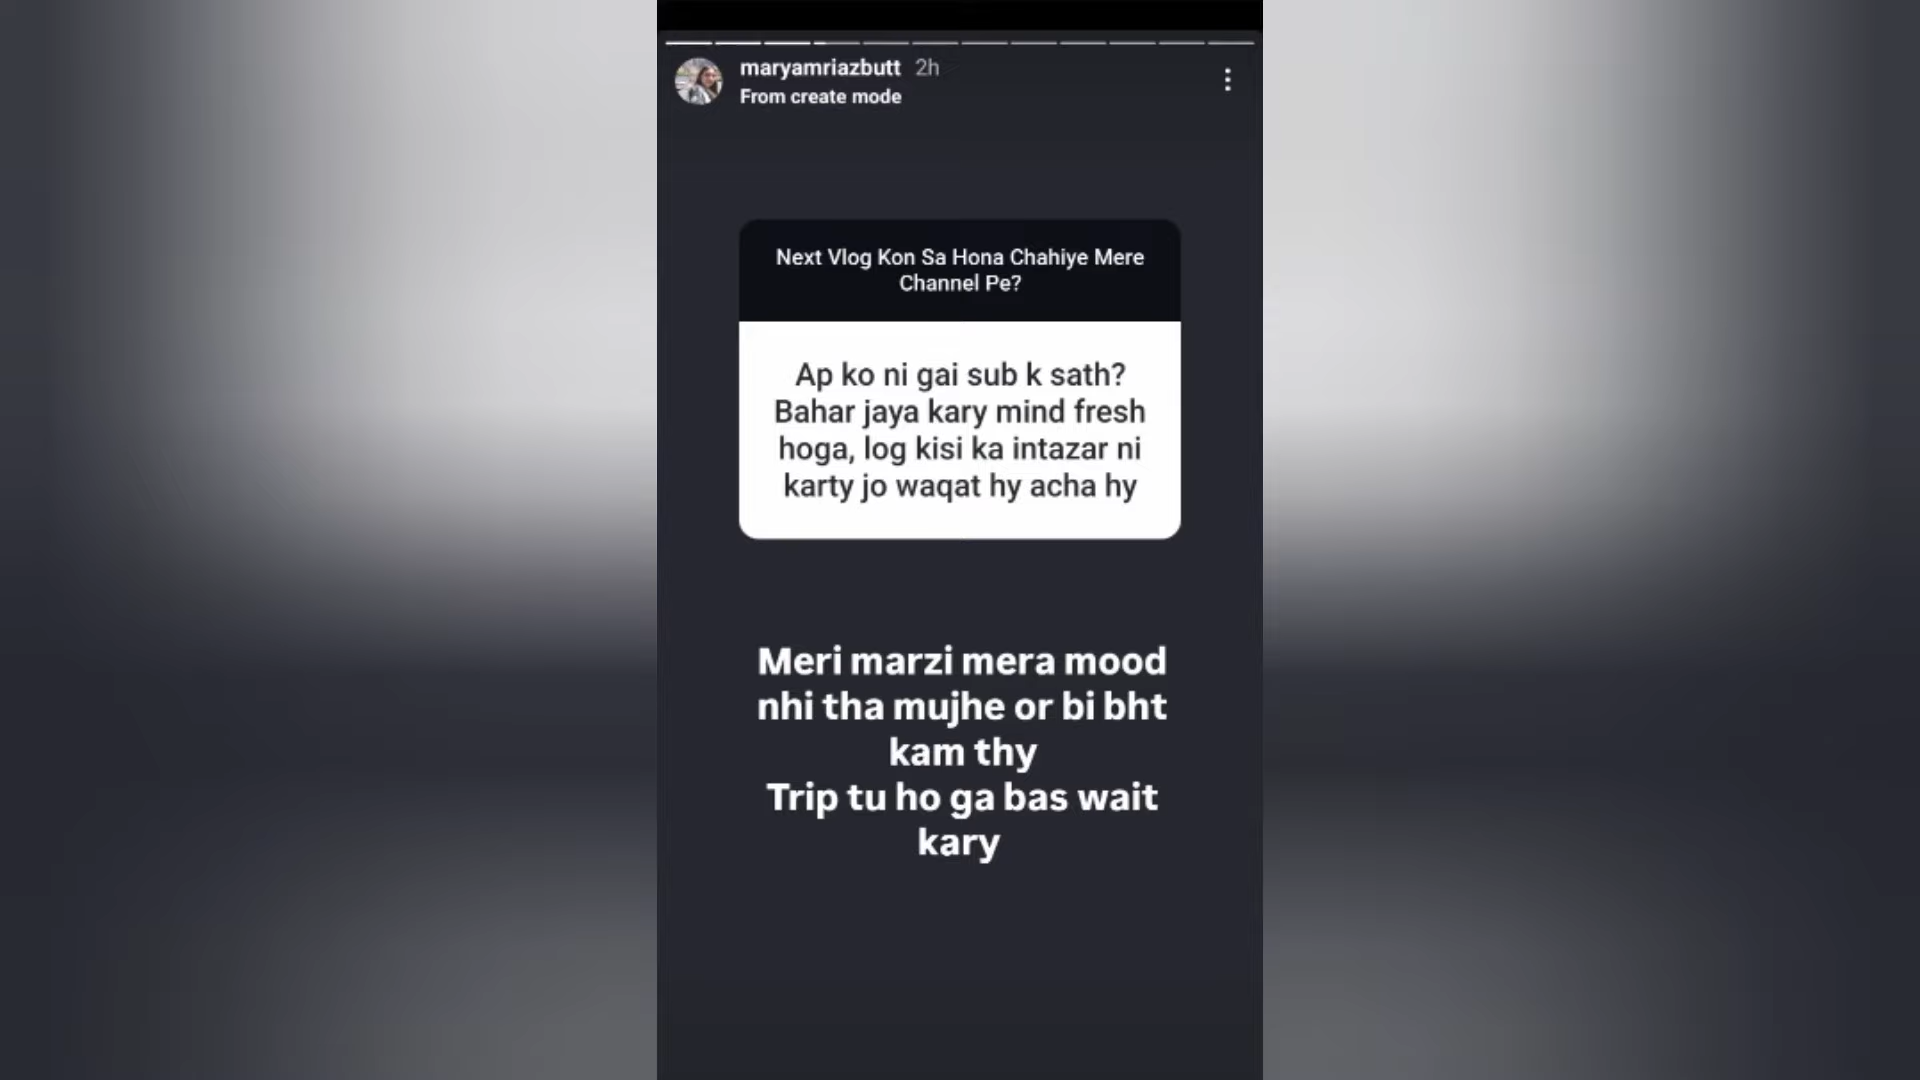 maryamriazbutt 2h
From create mode
Next Vlog Kon Sa Hona Chahiye Mere
Channel Pe?
Ap ko ni gai sub k sath?
Bahar jaya kary mind fresh
hoga, log kisi ka intazar ni
karty jo waqat hy acha hy
Meri marzi mera mood
nhi tha mujhe or bi bht
kam thy
Trip tu ho ga bas wait
kary